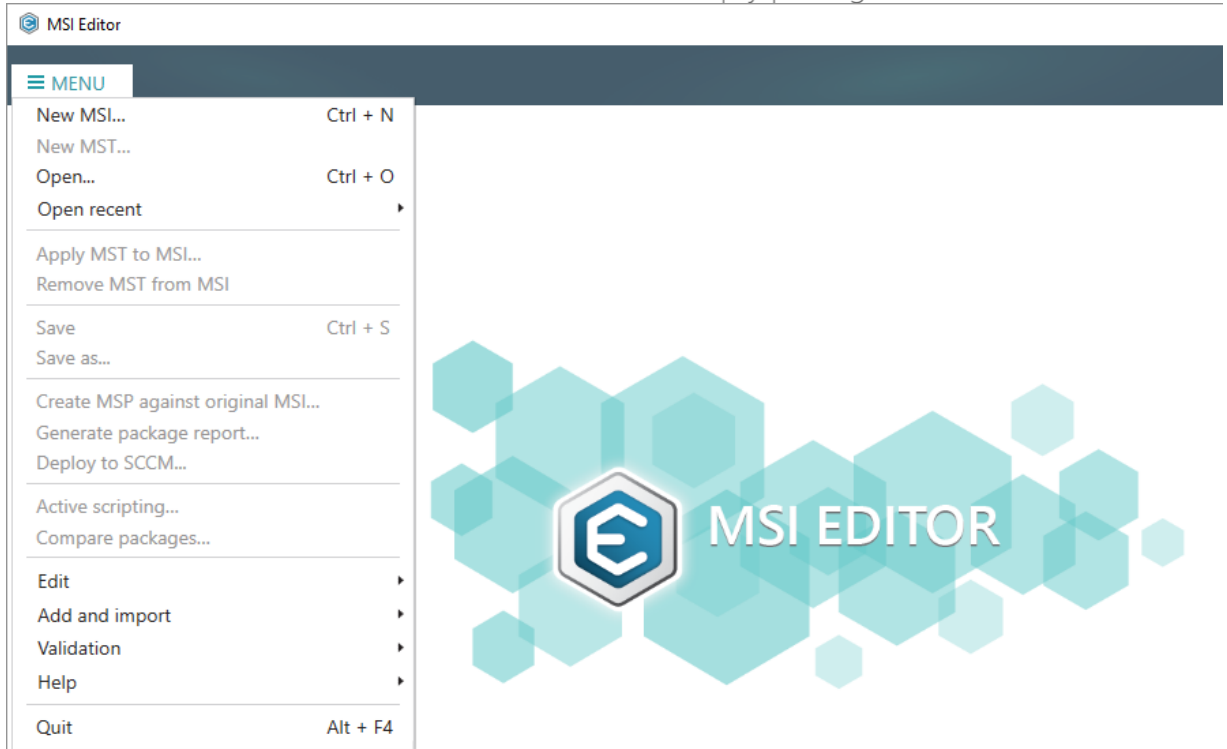 MSI Editor
MENU
New MSI... Ctrl + N
New MST...
Open... Ctrl + O
Open recent
Apply MST to MSI...
Remove MST from MSI
Save Ctrl + S
Save as...
Create MSP against original MSI...
Generate package report...
Deploy to SCCM...
Active scripting...
Compare packages...
Edit
Add and import
Validation
Help
Quit Alt + F4
MSI EDITOR